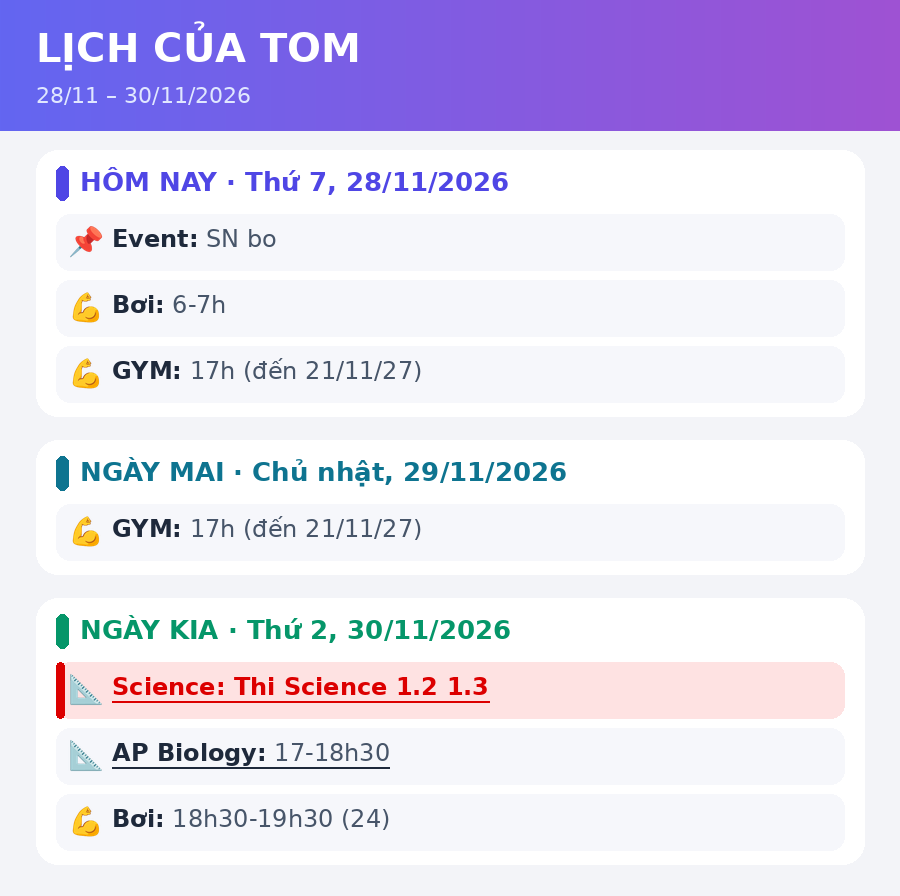 LỊCH CỦA TOM
28/11 – 30/11/2026
HÔM NAY · Thứ 7, 28/11/2026
Event: SN bo
Bơi: 6-7h
GYM: 17h (đến 21/11/27)
NGÀY MAI · Chủ nhật, 29/11/2026
GYM: 17h (đến 21/11/27)
NGÀY KIA · Thứ 2, 30/11/2026
Science: Thi Science 1.2 1.3
AP Biology: 17-18h30
Bơi: 18h30-19h30 (24)